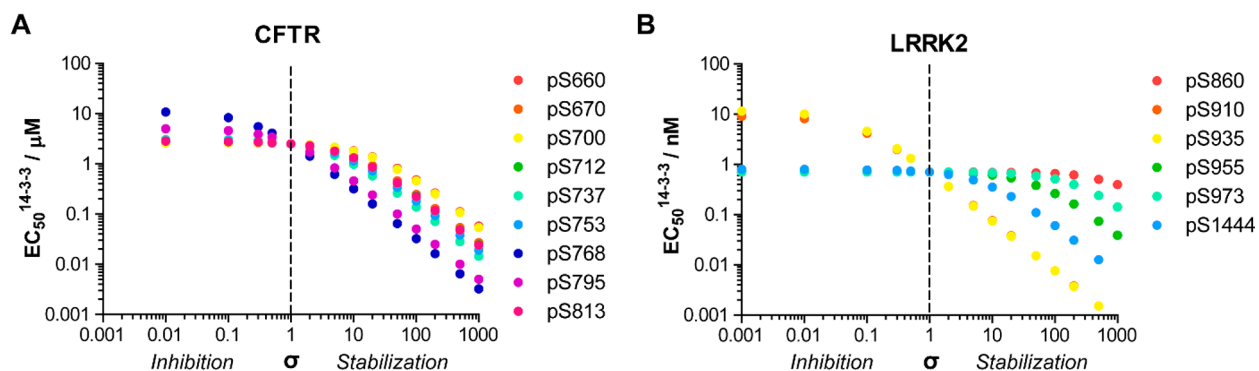 A
CFTR
EC50 14-3-3 / μM
100
10
1
0.1
0.01
0.001
0.001 0.01 0.1 1 10 100 1000
Inhibition σ Stabilization
pS660
pS670
pS700
pS712
pS737
pS753
pS768
pS795
pS813
B
LRRK2
EC50 14-3-3 / nM
100
10
1
0.1
0.01
0.001
0.001 0.01 0.1 1 10 100 1000
Inhibition σ Stabilization
pS860
pS910
pS935
pS955
pS973
pS1444